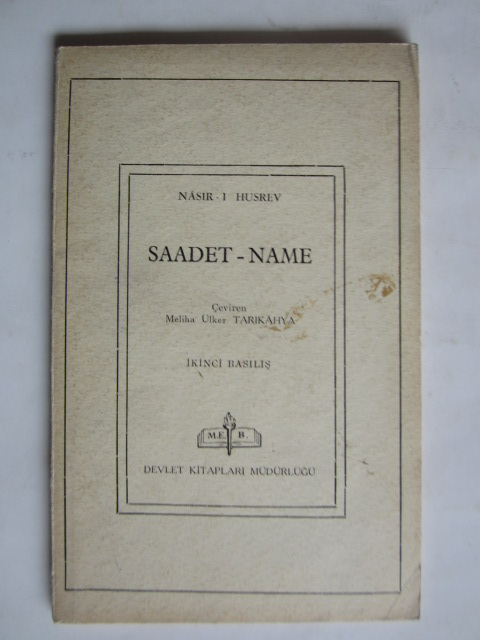 NÂSIR-I HUSREV
SAADET-NAME
Çeviren
Meliha Ülker TARIKÂHYA
İKİNCİ BASILIŞ
M.E. B.
DEVLET KİTAPLARI MÜDÜRLÜĞÜ